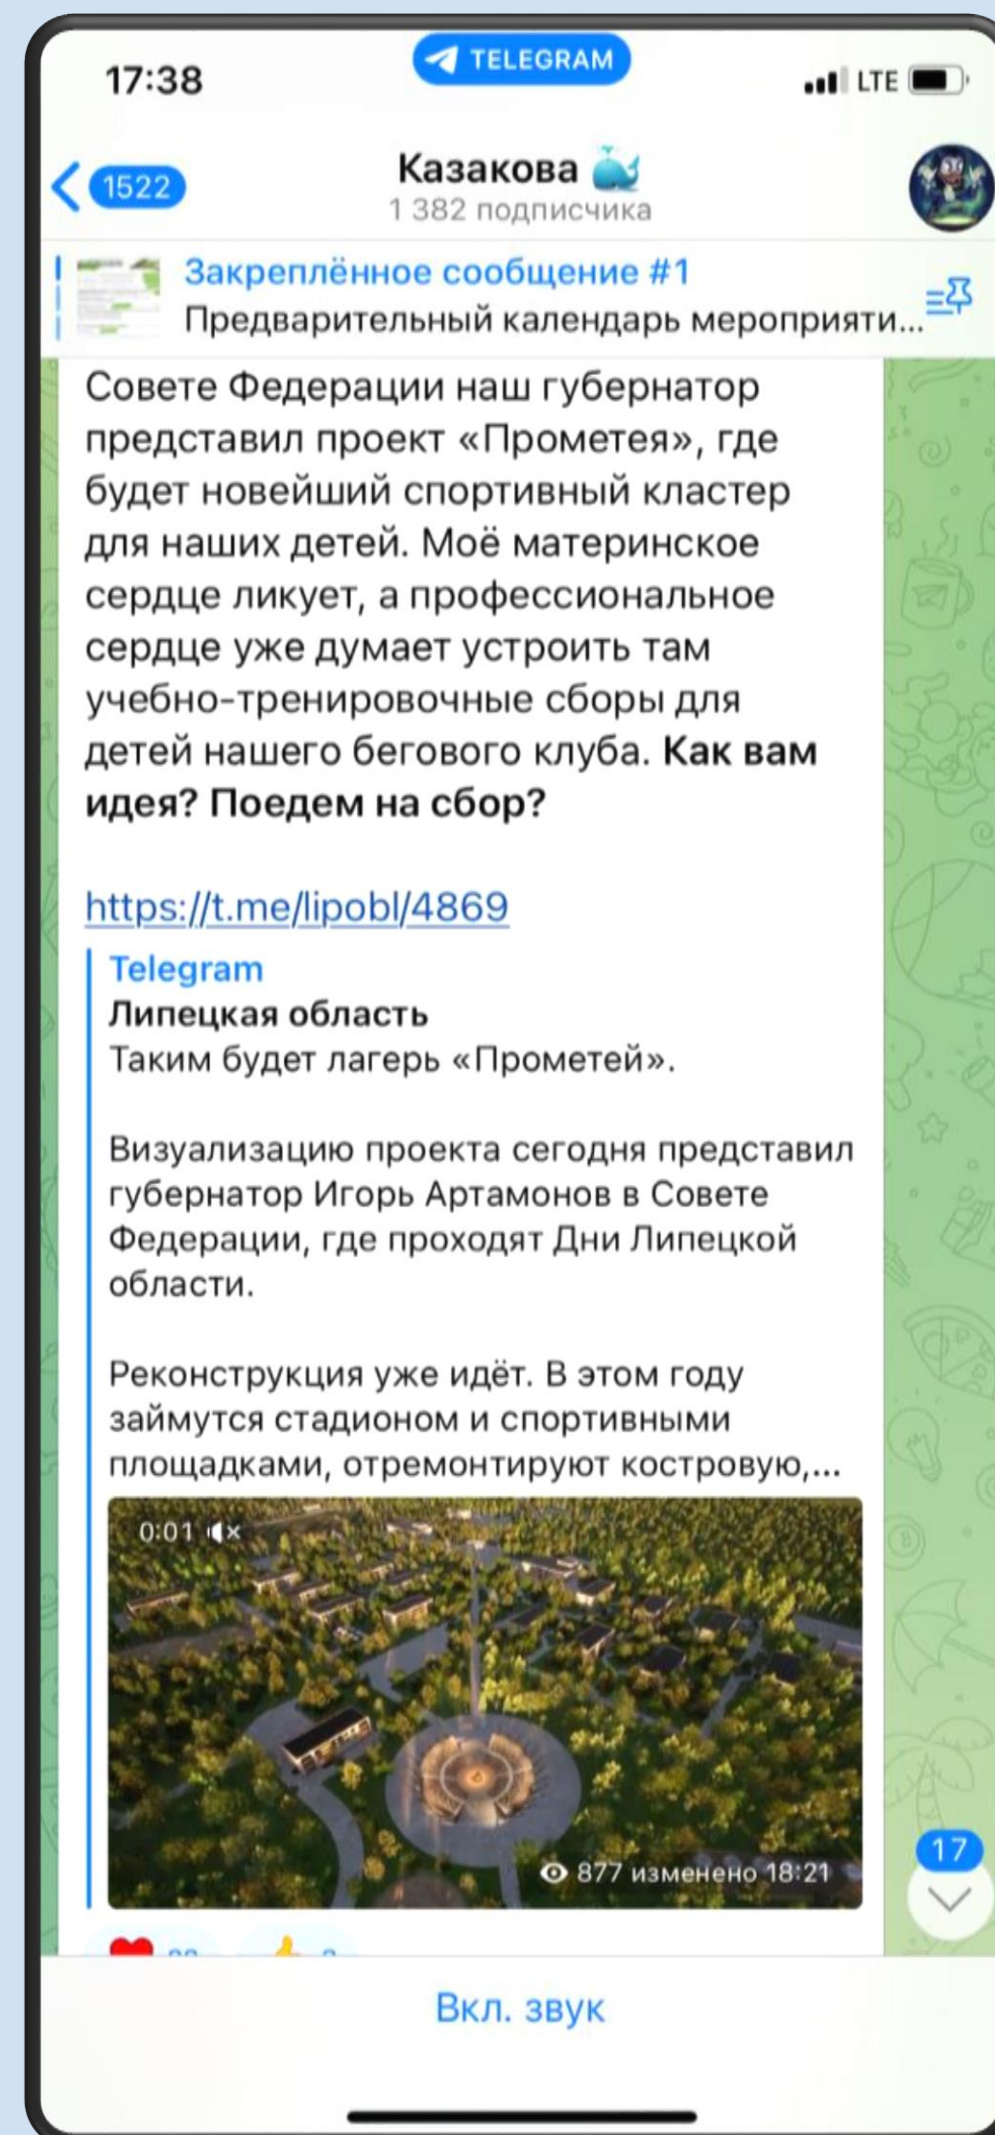 17:38
TELEGRAM
LTE
1522
Казакова
1 382 подписчика
Закреплённое сообщение #1
Предварительный календарь мероприяти...
Совете Федерации наш губернатор
представил проект «Прометея», где
будет новейший спортивный кластер
для наших детей. Моё материнское
сердце ликует, а профессиональное
сердце уже думает устроить там
учебно-тренировочные сборы для
детей нашего бегового клуба. Как вам
идея? Поедем на сбор?
https://t.me/lipobl/4869
Telegram
Липецкая область
Таким будет лагерь «Прометей».
Визуализацию проекта сегодня представил
губернатор Игорь Артамонов в Совете
Федерации, где проходят Дни Липецкой
области.
Реконструкция уже идёт. В этом году
займутся стадионом и спортивными
площадками, отремонтируют костровую,...
0:01
877 изменено 18:21
17
Вкл. звук